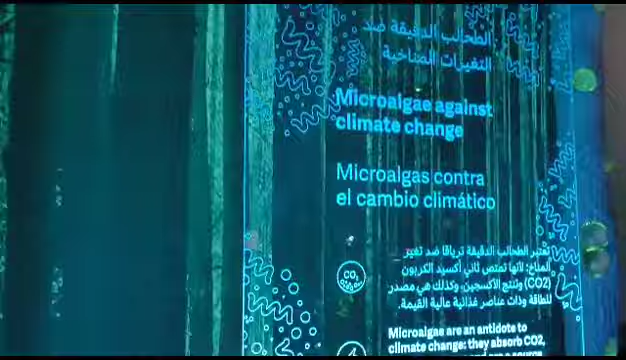 الطحالب الدقيقة ضد
التغيرات المناخية
Microalgae against
climate change
Microalgas contra
el cambio climático
تعتبر الطحالب الدقيقة ترياقا ضد تغير
المناخ: لأنها تمتص ثاني أكسيد الكربون
(CO2) وتنتج الأكسجين، وكذلك هي مصدر
للطاقة وذات عناصر غذائية عالية القيمة.
CO2
Microalgae are an antidote to
climate change: they absorb CO2,